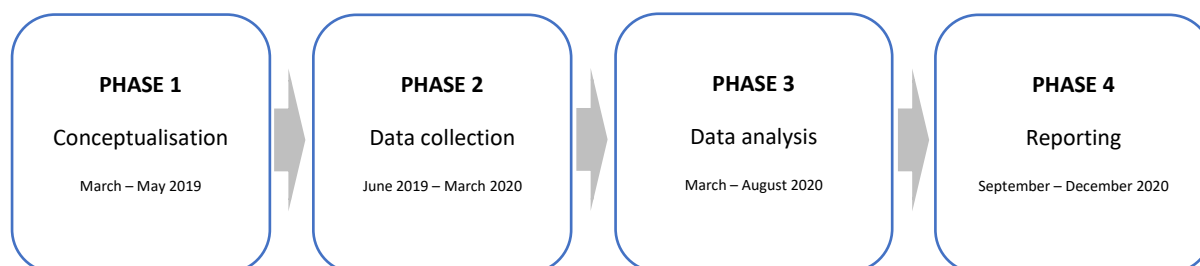 PHASE 1
Conceptualisation
March – May 2019
PHASE 2
Data collection
June 2019 – March 2020
PHASE 3
Data analysis
March – August 2020
PHASE 4
Reporting
September – December 2020